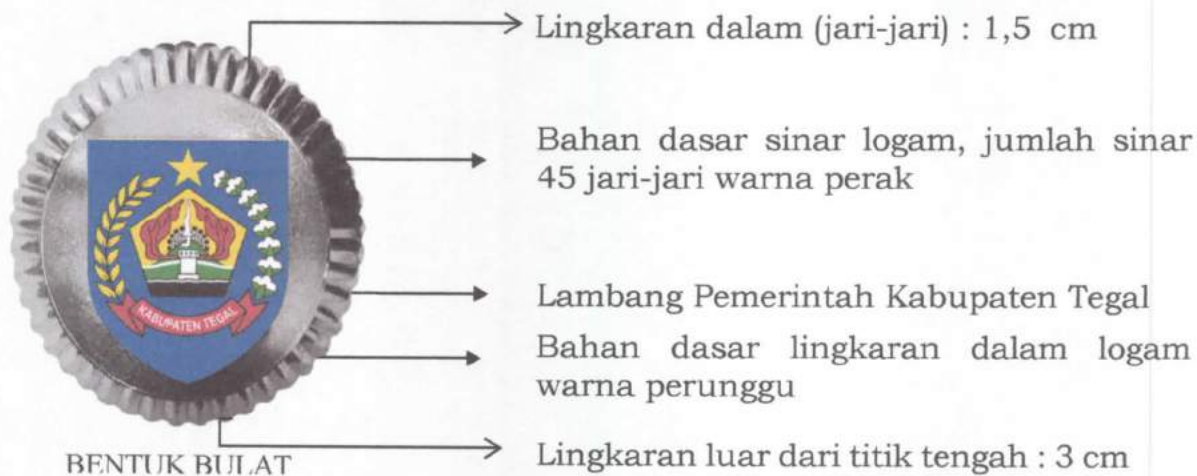 Lingkaran dalam (jari-jari) : 1,5 cm
Bahan dasar sinar logam, jumlah sinar
45 jari-jari warna perak
Lambang Pemerintah Kabupaten Tegal
KABUPATEN TEGAL
Bahan dasar lingkaran dalam logam
warna perunggu
Lingkaran luar dari titik tengah : 3 cm
BENTUK BULAT